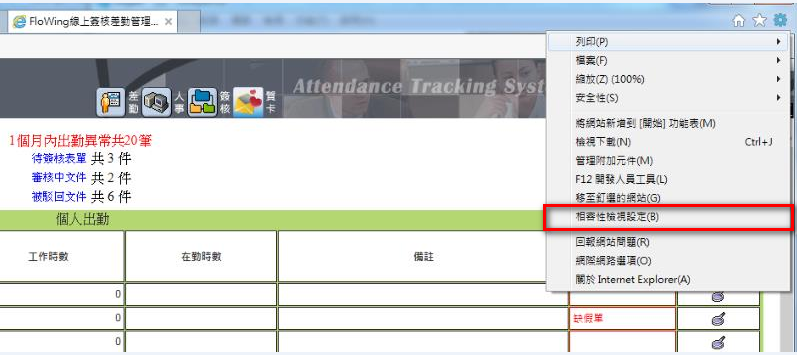 FloWing線上簽核差勤管理... ×
列印(P)
檔案(F)
縮放(Z) (100%)
安全性(S)
將網站新增到 [開始] 功能表(M)
檢視下載(N) Ctrl+J
管理附加元件(M)
F12 開發人員工具(L)
移至釘選的網站(G)
相容性檢視設定(B)
回報網站問題(R)
網際網路選項(O)
關於 Internet Explorer(A)
差勤
人事
簽核
賀卡
Attendance Tracking Syst
1個月內出勤異常共20筆
待簽核表單 共 3 件
審核中文件 共 2 件
被駁回文件 共 6 件
個人出勤
工作時數 在勤時數 備註
0
0 缺假單
0